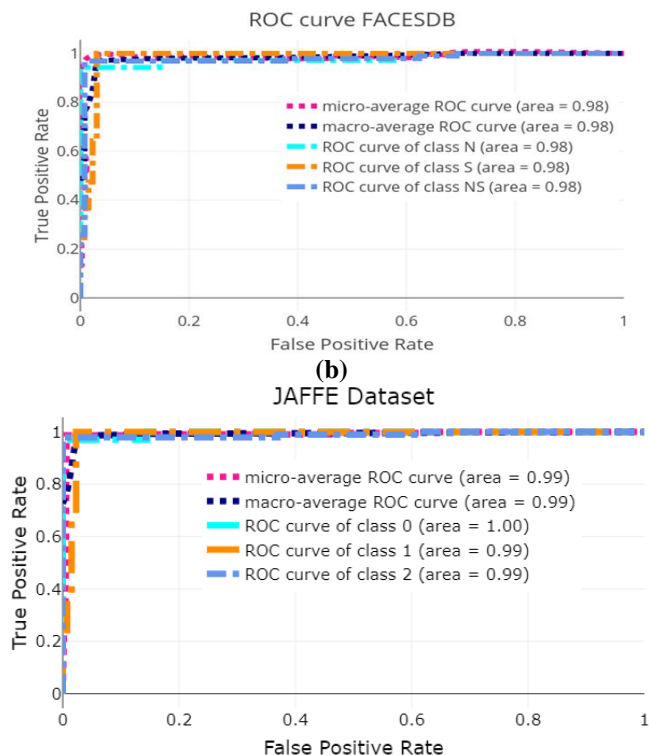 ROC curve FACESDB
1
0.8
0.6
0.4
0.2
0
True Positive Rate
micro-average ROC curve (area = 0.98)
macro-average ROC curve (area = 0.98)
ROC curve of class N (area = 0.98)
ROC curve of class S (area = 0.98)
ROC curve of class NS (area = 0.98)
0 0.2 0.4 0.6 0.8 1
False Positive Rate
(b)
JAFFE Dataset
1
0.8
0.6
0.4
0.2
0
True Positive Rate
micro-average ROC curve (area = 0.99)
macro-average ROC curve (area = 0.99)
ROC curve of class 0 (area = 1.00)
ROC curve of class 1 (area = 0.99)
ROC curve of class 2 (area = 0.99)
0 0.2 0.4 0.6 0.8 1
False Positive Rate